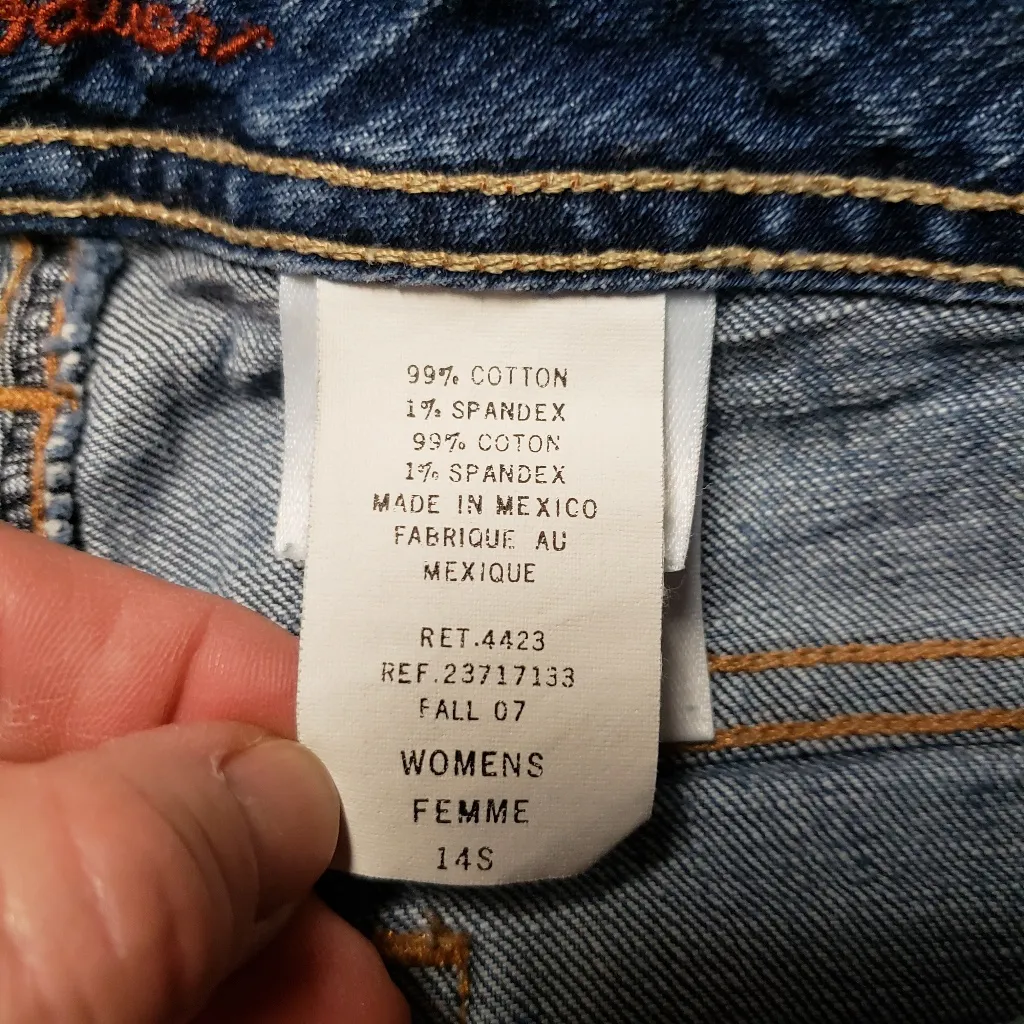 99% COTTON
1% SPANDEX
99% COTON
1% SPANDEX
MADE IN MEXICO
FABRIQUE AU
MEXIQUE
RET.4423
REF.23717133
FALL 07
WOMENS
FEMME
14S